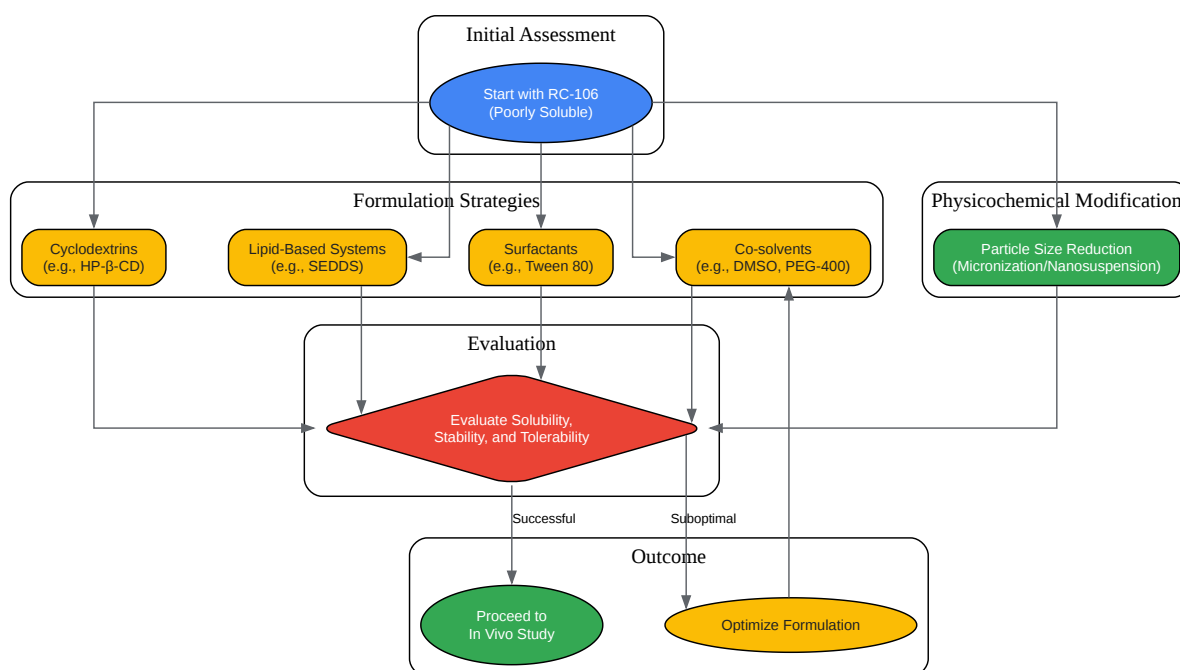 Initial Assessment
Start with RC-106
(Poorly Soluble)
Formulation Strategies
Physicochemical Modification
Cyclodextrins
(e.g., HP-β-CD)
Lipid-Based Systems
(e.g., SEDDS)
Surfactants
(e.g., Tween 80)
Co-solvents
(e.g., DMSO, PEG-400)
Particle Size Reduction
(Micronization/Nanosuspension)
Evaluation
Evaluate Solubility,
Stability, and Tolerability
Successful
Suboptimal
Outcome
Proceed to
In Vivo Study
Optimize Formulation